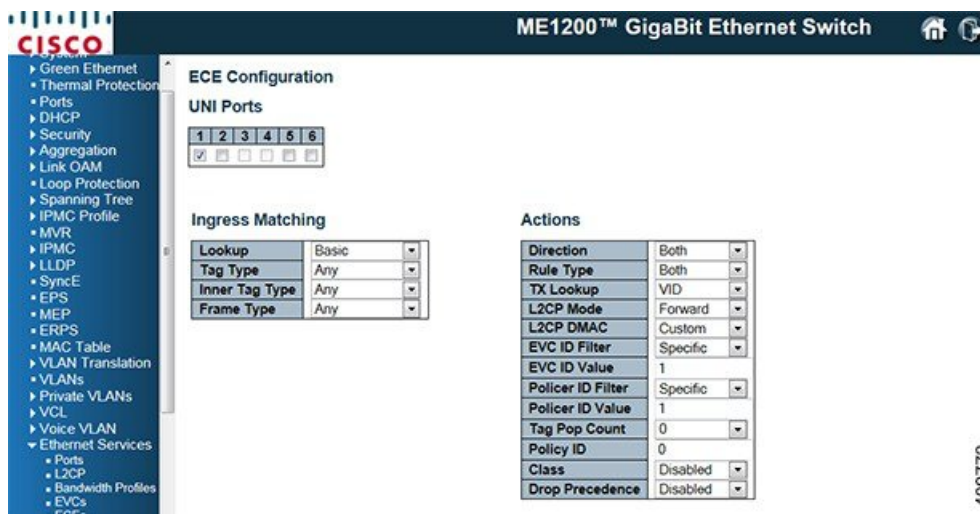 CISCO
ME1200™ GigaBit Ethernet Switch
Green Ethernet
Thermal Protection
Ports
DHCP
Security
Aggregation
Link OAM
Loop Protection
Spanning Tree
IPMC Profile
MVR
IPMC
LLDP
SyncE
EPS
MEP
ERPS
MAC Table
VLAN Translation
VLANs
Private VLANs
VCL
Voice VLAN
Ethernet Services
Ports
L2CP
Bandwidth Profiles
EVCs
ECE Configuration
UNI Ports
1 2 3 4 5 6
Ingress Matching
Lookup Basic
Tag Type Any
Inner Tag Type Any
Frame Type Any
Actions
Direction Both
Rule Type Both
TX Lookup VID
L2CP Mode Forward
L2CP DMAC Custom
EVC ID Filter Specific
EVC ID Value 1
Policer ID Filter Specific
Policer ID Value 1
Tag Pop Count 0
Policy ID 0
Class Disabled
Drop Precedence Disabled